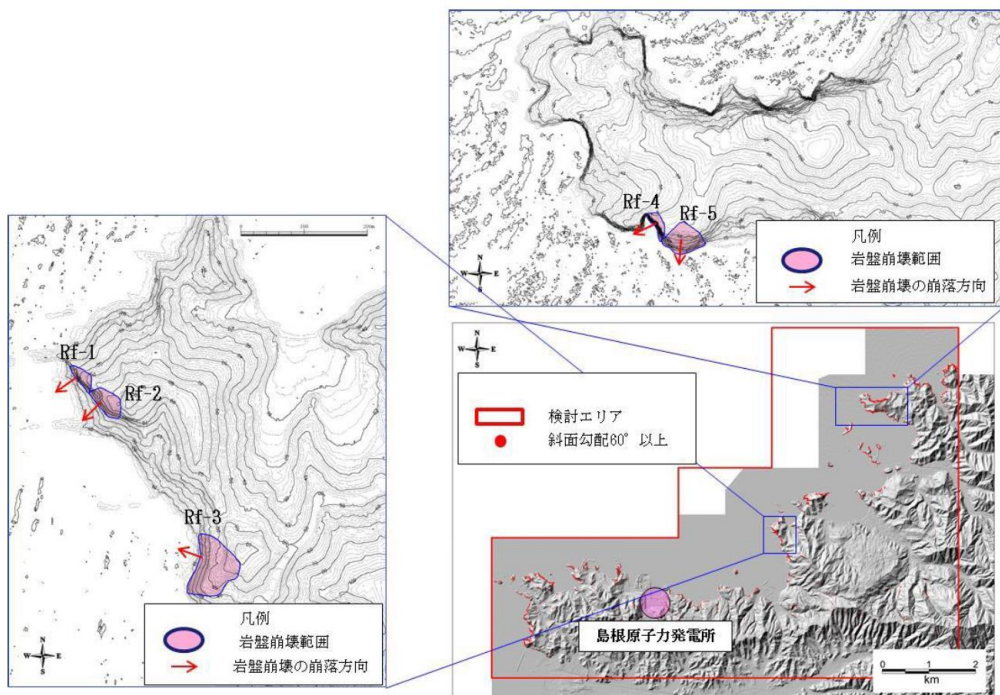 Rf-4
Rf-5
凡例
岩盤崩壊範囲
岩盤崩壊の崩落方向
N
W
E
S
Rf-1
Rf-2
Rf-3
凡例
岩盤崩壊範囲
岩盤崩壊の崩落方向
N
W
E
S
N
W
E
S
検討エリア
斜面勾配60°以上
島根原子力発電所
0 1 2
km